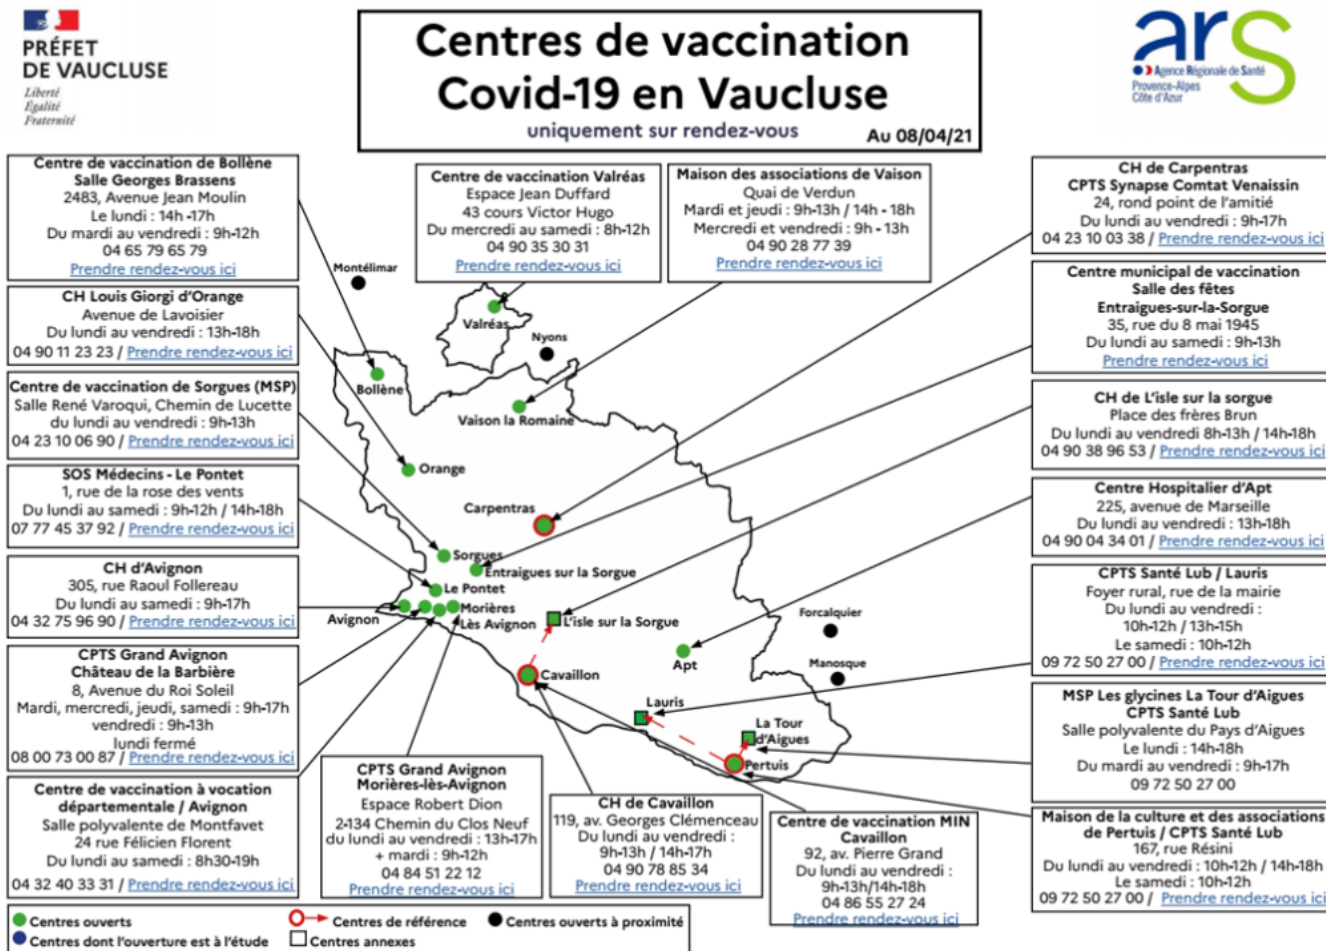 PRÉFET
DE VAUCLUSE
Liberté
Égalité
Fraternité
Centres de vaccination
Covid-19 en Vaucluse
uniquement sur rendez-vous
Au 08/04/21
ars
Agence Régionale de Santé
Provence-Alpes
Côte d'Azur
Centre de vaccination de Bollène
Salle Georges Brassens
2483, Avenue Jean Moulin
Le lundi : 14h -17h
Du mardi au vendredi : 9h-12h
04 65 79 65 79
Prendre rendez-vous ici
CH Louis Giorgi d'Orange
Avenue de Lavoisier
Du lundi au vendredi : 13h-18h
04 90 11 23 23 / Prendre rendez-vous ici
Centre de vaccination de Sorgues (MSP)
Salle René Varoqui, Chemin de Lucette
du lundi au vendredi : 9h-13h
04 23 10 06 90 / Prendre rendez-vous ici
SOS Médecins - Le Pontet
1, rue de la rose des vents
Du lundi au samedi : 9h-12h / 14h-18h
07 77 45 37 92 / Prendre rendez-vous ici
CH d'Avignon
305, rue Raoul Follereau
Du lundi au samedi : 9h-17h
04 32 75 96 90 / Prendre rendez-vous ici
CPTS Grand Avignon
Château de la Barbière
8, Avenue du Roi Soleil
Mardi, mercredi, jeudi, samedi : 9h-17h
vendredi : 9h-13h
lundi fermé
08 00 73 00 87 / Prendre rendez-vous ici
Centre de vaccination à vocation
départementale / Avignon
Salle polyvalente de Montfavet
24 rue Félicien Florent
Du lundi au samedi : 8h30-19h
04 32 40 33 31 / Prendre rendez-vous ici
Centre de vaccination Valréas
Espace Jean Duffard
43 cours Victor Hugo
Du mercredi au samedi : 8h-12h
04 90 35 30 31
Prendre rendez-vous ici
Maison des associations de Vaison
Quai de Verdun
Mardi et jeudi : 9h-13h / 14h - 18h
Mercredi et vendredi : 9h - 13h
04 90 28 77 39
Prendre rendez-vous ici
Montélimar
Valréas
Nyons
Bollène
Vaison la Romaine
Orange
Carpentras
Sorgues
Entraigues sur la Sorgue
Le Pontet
Avignon
Morières
Lès Avignon
L'isle sur la Sorgue
Forcalquier
Apt
Manosque
Cavaillon
Lauris
La Tour
d'Aigues
Pertuis
CPTS Grand Avignon
Morières-lès-Avignon
Espace Robert Dion
2-134 Chemin du Clos Neuf
du lundi au vendredi : 13h-17h
+ mardi : 9h-12h
04 84 51 22 12
Prendre rendez-vous ici
CH de Cavaillon
119, av. Georges Clémenceau
Du lundi au vendredi :
9h-13h / 14h-17h
04 90 78 85 34
Prendre rendez-vous ici
Centre de vaccination MIN
Cavaillon
92, av. Pierre Grand
Du lundi au vendredi :
9h-13h/14h-18h
04 86 55 27 24
Prendre rendez-vous ici
CH de Carpentras
CPTS Synapse Comtat Venaissin
24, rond point de l'amitié
Du lundi au vendredi : 9h-17h
04 23 10 03 38 / Prendre rendez-vous ici
Centre municipal de vaccination
Salle des fêtes
Entraigues-sur-la-Sorgue
35, rue du 8 mai 1945
Du lundi au samedi : 9h-13h
Prendre rendez-vous ici
CH de L'isle sur la sorgue
Place des frères Brun
Du lundi au vendredi 8h-13h / 14h-18h
04 90 38 96 53 / Prendre rendez-vous ici
Centre Hospitalier d'Apt
225, avenue de Marseille
Du lundi au vendredi : 13h-18h
04 90 04 34 01 / Prendre rendez-vous ici
CPTS Santé Lub / Lauris
Foyer rural, rue de la mairie
Du lundi au vendredi :
10h-12h / 13h-15h
Le samedi : 10h-12h
09 72 50 27 00 / Prendre rendez-vous ici
MSP Les glycines La Tour d'Aigues
CPTS Santé Lub
Salle polyvalente du Pays d'Aigues
Le lundi : 14h-18h
Du mardi au vendredi : 9h-17h
09 72 50 27 00
Maison de la culture et des associations
de Pertuis / CPTS Santé Lub
167, rue Résini
Du lundi au vendredi : 10h-12h / 14h-18h
Le samedi : 10h-12h
09 72 50 27 00 / Prendre rendez-vous ici
Centres ouverts
Centres de référence
Centres ouverts à proximité
Centres dont l'ouverture est à l'étude
Centres annexes